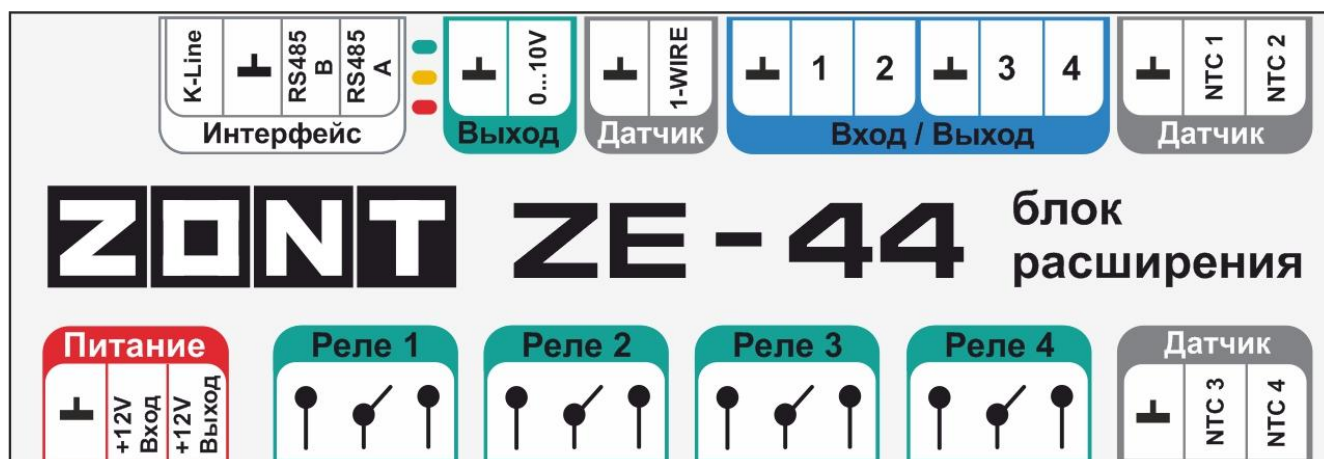 K-Line
RS485
B
RS485
A
Интерфейс
0...10V
Выход
1-WIRE
Датчик
1 2 3 4
Вход / Выход
NTC 1
NTC 2
Датчик
ZONT ZE-44 блок
расширения
Питание
+12V
Вход
+12V
Выход
Реле 1
Реле 2
Реле 3
Реле 4
Датчик
NTC 3
NTC 4